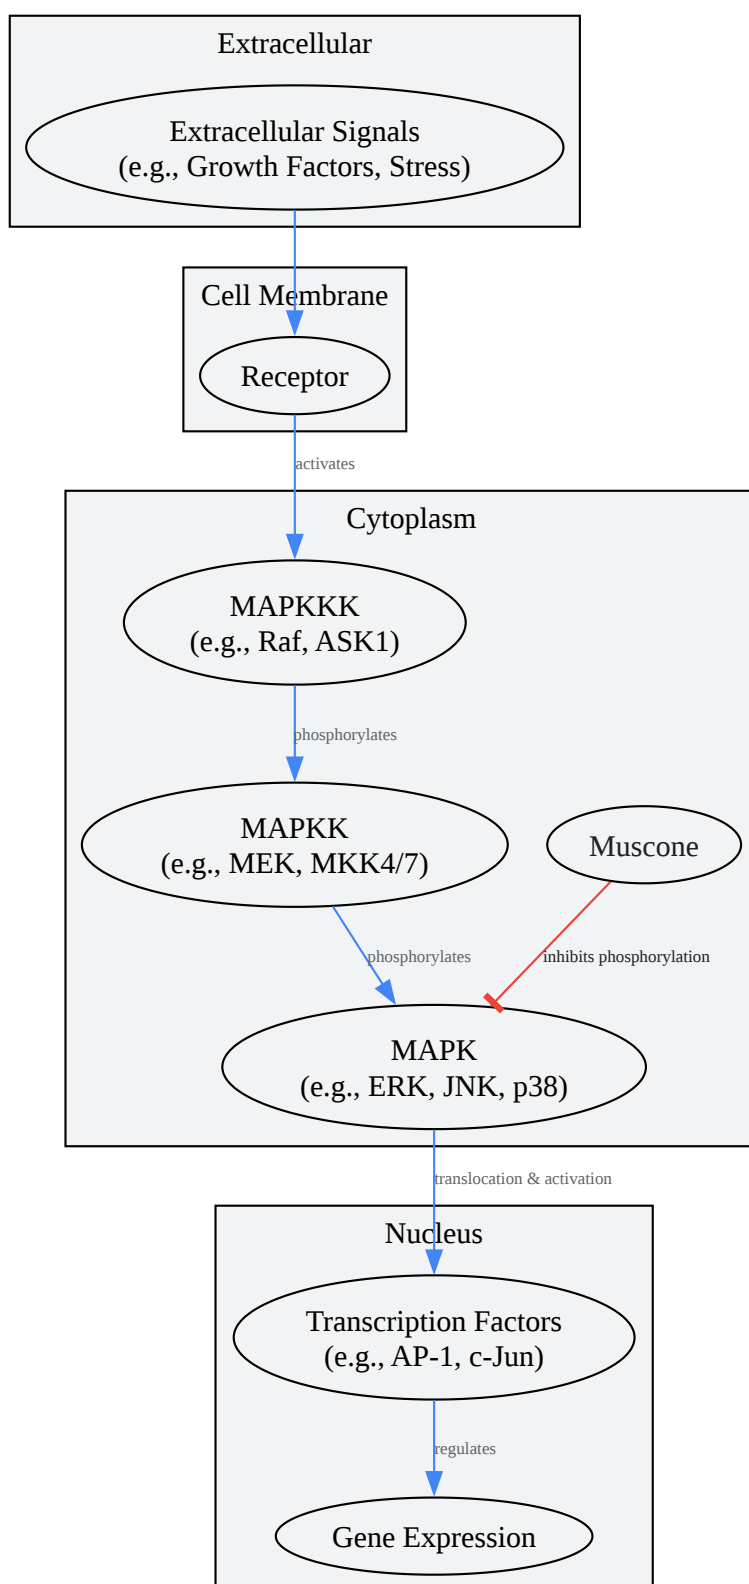 Extracellular
Extracellular Signals
(e.g., Growth Factors, Stress)
Cell Membrane
Receptor
activates
Cytoplasm
MAPKKK
(e.g., Raf, ASK1)
phosphorylates
MAPKK
(e.g., MEK, MKK4/7)
Muscone
phosphorylates
inhibits phosphorylation
MAPK
(e.g., ERK, JNK, p38)
translocation & activation
Nucleus
Transcription Factors
(e.g., AP-1, c-Jun)
regulates
Gene Expression